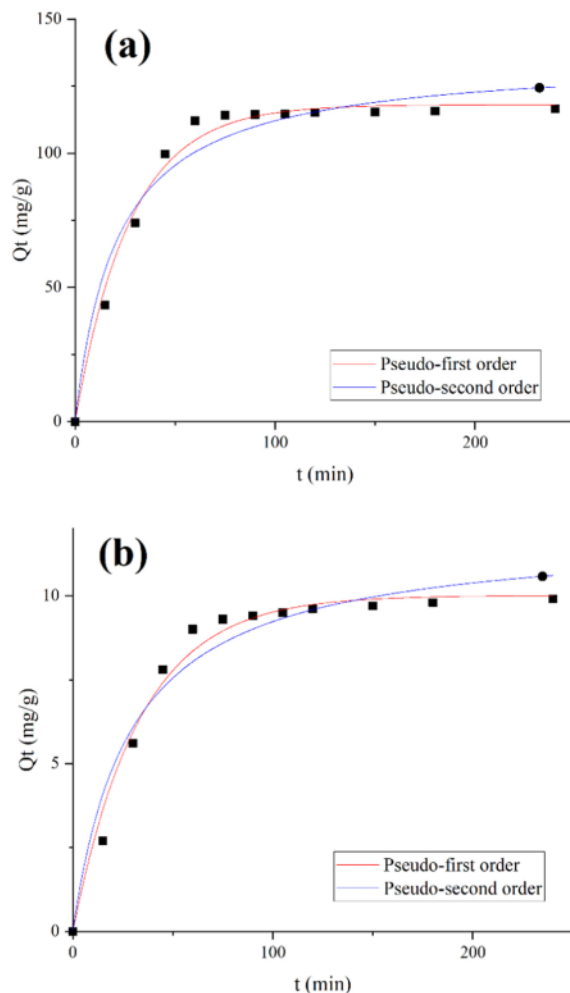 (a)
150
100
50
0
Qt (mg/g)
Pseudo-first order
Pseudo-second order
0 100 200
t (min)
(b)
10
5
0
Qt (mg/g)
Pseudo-first order
Pseudo-second order
0 100 200
t (min)